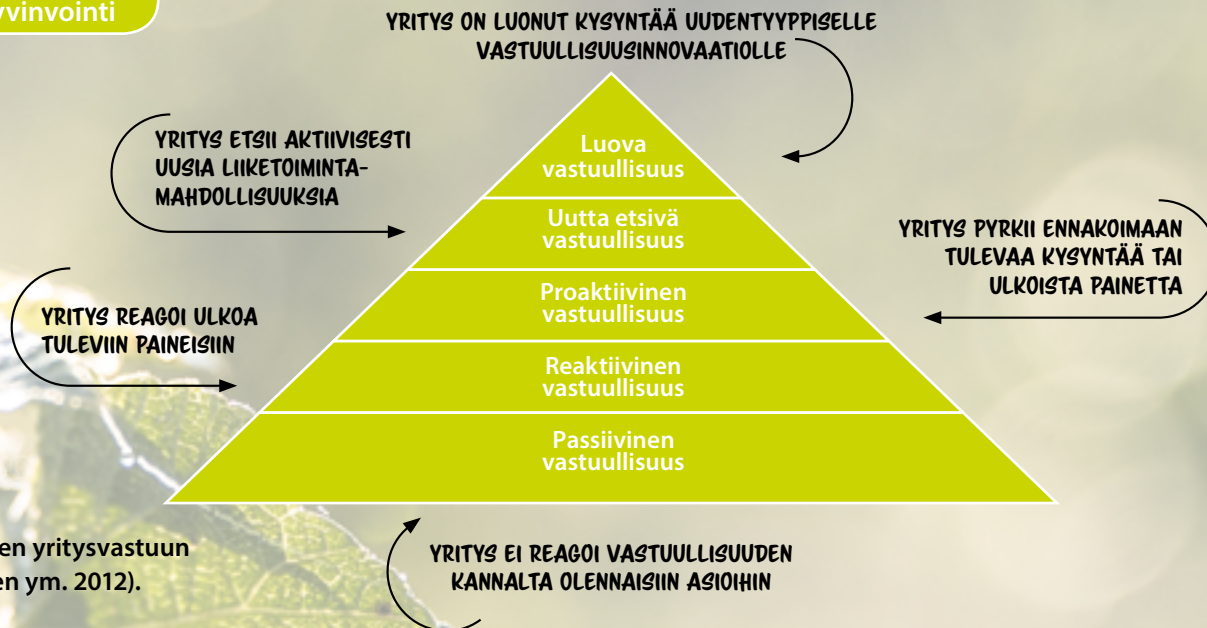 YRITYS ON LUONUT KYSYNTÄÄ UUDENTYYPPISELLE
VASTUULLISUUSINNOVAATIOLLE
YRITYS ETSII AKTIIVISESTI
UUSIA LIIKETOIMINTA-
MAHDOLLISUUKSIA
Luova
vastuullisuus
Uutta etsivä
vastuullisuus
YRITYS PYRKII ENNAKOIMAAN
TULEVAA KYSYNTÄÄ TAI
ULKOISTA PAINETTA
Proaktiivinen
vastuullisuus
YRITYS REAGOI ULKOA
TULEVIIN PAINEISIIN
Reaktiivinen
vastuullisuus
Passiivinen
vastuullisuus
YRITYS EI REAGOI VASTUULLISUUDEN
KANNALTA OLENNAISIIN ASIOIHIN
en yritysvastuun
en ym. 2012).